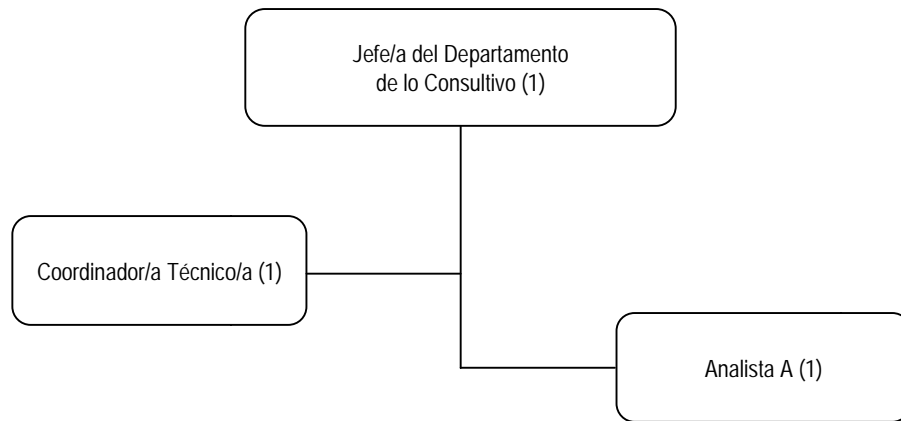 Jefe/a del Departamento
de lo Consultivo (1)
Coordinador/a Técnico/a (1)
Analista A (1)